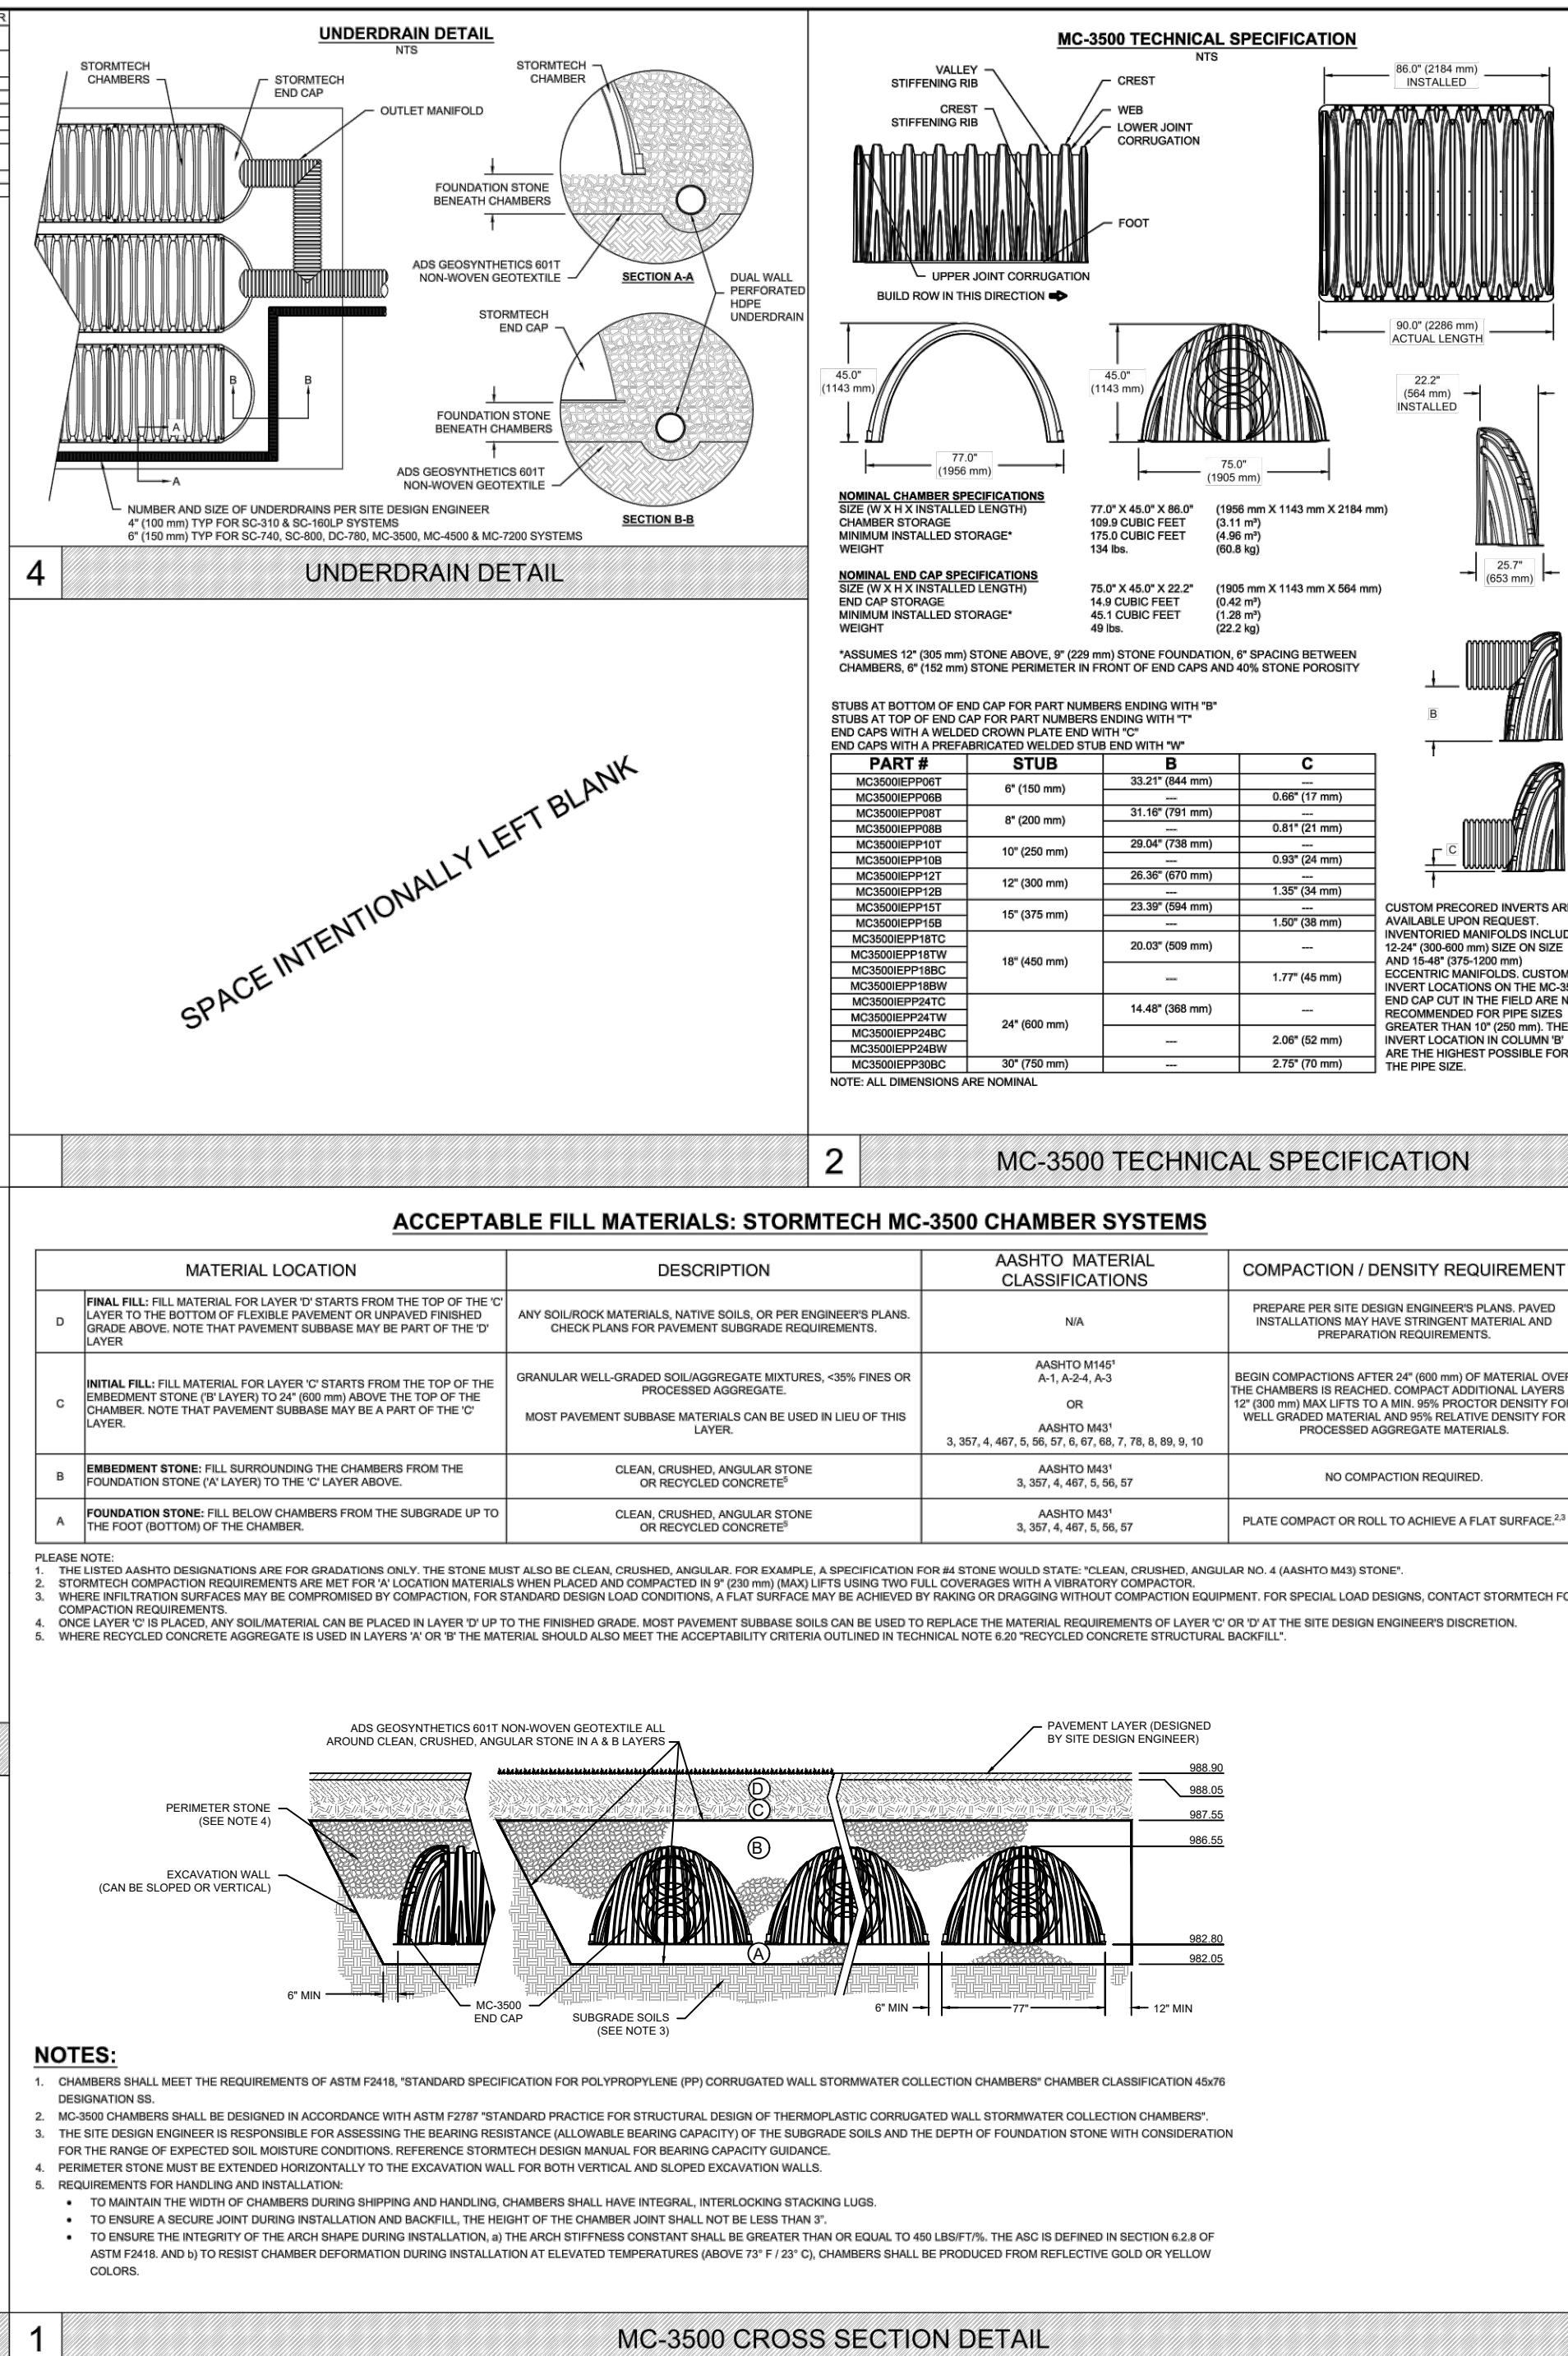 R
UNDERDRAIN DETAIL
NTS
STORMTECH
CHAMBERS
STORMTECH
END CAP
OUTLET MANIFOLD
STORMTECH
CHAMBER
FOUNDATION STONE
BENEATH CHAMBERS
ADS GEOSYNTHETICS 601T
NON-WOVEN GEOTEXTILE
SECTION A-A
DUAL WALL
PERFORATED
HDPE
UNDERDRAIN
STORMTECH
END CAP
B
B
FOUNDATION STONE
BENEATH CHAMBERS
A
A
ADS GEOSYNTHETICS 601T
NON-WOVEN GEOTEXTILE
SECTION B-B
NUMBER AND SIZE OF UNDERDRAINS PER SITE DESIGN ENGINEER
4" (100 mm) TYP FOR SC-310 & SC-160LP SYSTEMS
6" (150 mm) TYP FOR SC-740, SC-800, DC-780, MC-3500, MC-4500 & MC-7200 SYSTEMS
4
UNDERDRAIN DETAIL
SPACE INTENTIONALLY LEFT BLANK
MC-3500 TECHNICAL SPECIFICATION
NTS
VALLEY
STIFFENING RIB
CREST
STIFFENING RIB
CREST
WEB
LOWER JOINT
CORRUGATION
FOOT
UPPER JOINT CORRUGATION
BUILD ROW IN THIS DIRECTION
86.0" (2184 mm)
INSTALLED
90.0" (2286 mm)
ACTUAL LENGTH
45.0"
(1143 mm)
77.0"
(1956 mm)
45.0"
(1143 mm)
75.0"
(1905 mm)
22.2"
(564 mm)
INSTALLED
25.7"
(653 mm)
NOMINAL CHAMBER SPECIFICATIONS
SIZE (W X H X INSTALLED LENGTH) 77.0" X 45.0" X 86.0" (1956 mm X 1143 mm X 2184 mm)
CHAMBER STORAGE 109.9 CUBIC FEET (3.11 m³)
MINIMUM INSTALLED STORAGE* 175.0 CUBIC FEET (4.96 m³)
WEIGHT 134 lbs. (60.8 kg)
NOMINAL END CAP SPECIFICATIONS
SIZE (W X H X INSTALLED LENGTH) 75.0" X 45.0" X 22.2" (1905 mm X 1143 mm X 564 mm)
END CAP STORAGE 14.9 CUBIC FEET (0.42 m³)
MINIMUM INSTALLED STORAGE* 45.1 CUBIC FEET (1.28 m³)
WEIGHT 49 lbs. (22.2 kg)
*ASSUMES 12" (305 mm) STONE ABOVE, 9" (229 mm) STONE FOUNDATION, 6" SPACING BETWEEN
CHAMBERS, 6" (152 mm) STONE PERIMETER IN FRONT OF END CAPS AND 40% STONE POROSITY
STUBS AT BOTTOM OF END CAP FOR PART NUMBERS ENDING WITH "B"
STUBS AT TOP OF END CAP FOR PART NUMBERS ENDING WITH "T"
END CAPS WITH A WELDED CROWN PLATE END WITH "C"
END CAPS WITH A PREFABRICATED WELDED STUB END WITH "W"
PART # STUB B C
MC3500IEPP06T 6" (150 mm) 33.21" (844 mm) ---
MC3500IEPP06B --- 0.66" (17 mm)
MC3500IEPP08T 8" (200 mm) 31.16" (791 mm) ---
MC3500IEPP08B --- 0.81" (21 mm)
MC3500IEPP10T 10" (250 mm) 29.04" (738 mm) ---
MC3500IEPP10B --- 0.93" (24 mm)
MC3500IEPP12T 12" (300 mm) 26.36" (670 mm) ---
MC3500IEPP12B --- 1.35" (34 mm)
MC3500IEPP15T 15" (375 mm) 23.39" (594 mm) ---
MC3500IEPP15B --- 1.50" (38 mm)
MC3500IEPP18TC 18" (450 mm) 20.03" (509 mm) ---
MC3500IEPP18TW
MC3500IEPP18BC --- 1.77" (45 mm)
MC3500IEPP18BW
MC3500IEPP24TC 24" (600 mm) 14.48" (368 mm) ---
MC3500IEPP24TW
MC3500IEPP24BC --- 2.06" (52 mm)
MC3500IEPP24BW
MC3500IEPP30BC 30" (750 mm) --- 2.75" (70 mm)
NOTE: ALL DIMENSIONS ARE NOMINAL
B
C
CUSTOM PRECORED INVERTS ARE
AVAILABLE UPON REQUEST.
INVENTORIED MANIFOLDS INCLUD
12-24" (300-600 mm) SIZE ON SIZE
AND 15-48" (375-1200 mm)
ECCENTRIC MANIFOLDS. CUSTOM
INVERT LOCATIONS ON THE MC-35
END CAP CUT IN THE FIELD ARE N
RECOMMENDED FOR PIPE SIZES
GREATER THAN 10" (250 mm). THE
INVERT LOCATION IN COLUMN 'B'
ARE THE HIGHEST POSSIBLE FOR
THE PIPE SIZE.
2
MC-3500 TECHNICAL SPECIFICATION
ACCEPTABLE FILL MATERIALS: STORMTECH MC-3500 CHAMBER SYSTEMS
MATERIAL LOCATION DESCRIPTION AASHTO MATERIAL CLASSIFICATIONS COMPACTION / DENSITY REQUIREMENT
D
FINAL FILL: FILL MATERIAL FOR LAYER 'D' STARTS FROM THE TOP OF THE 'C'
LAYER TO THE BOTTOM OF FLEXIBLE PAVEMENT OR UNPAVED FINISHED
GRADE ABOVE. NOTE THAT PAVEMENT SUBBASE MAY BE PART OF THE 'D'
LAYER
ANY SOIL/ROCK MATERIALS, NATIVE SOILS, OR PER ENGINEER'S PLANS.
CHECK PLANS FOR PAVEMENT SUBGRADE REQUIREMENTS.
N/A
PREPARE PER SITE DESIGN ENGINEER'S PLANS. PAVED
INSTALLATIONS MAY HAVE STRINGENT MATERIAL AND
PREPARATION REQUIREMENTS.
C
INITIAL FILL: FILL MATERIAL FOR LAYER 'C' STARTS FROM THE TOP OF THE
EMBEDMENT STONE ('B' LAYER) TO 24" (600 mm) ABOVE THE TOP OF THE
CHAMBER. NOTE THAT PAVEMENT SUBBASE MAY BE A PART OF THE 'C'
LAYER.
GRANULAR WELL-GRADED SOIL/AGGREGATE MIXTURES, <35% FINES OR
PROCESSED AGGREGATE.
MOST PAVEMENT SUBBASE MATERIALS CAN BE USED IN LIEU OF THIS
LAYER.
AASHTO M145¹
A-1, A-2-4, A-3
OR
AASHTO M43¹
3, 357, 4, 467, 5, 56, 57, 6, 67, 68, 7, 78, 8, 89, 9, 10
BEGIN COMPACTIONS AFTER 24" (600 mm) OF MATERIAL OVER
THE CHAMBERS IS REACHED. COMPACT ADDITIONAL LAYERS
12" (300 mm) MAX LIFTS TO A MIN. 95% PROCTOR DENSITY FOR
WELL GRADED MATERIAL AND 95% RELATIVE DENSITY FOR
PROCESSED AGGREGATE MATERIALS.
B
EMBEDMENT STONE: FILL SURROUNDING THE CHAMBERS FROM THE
FOUNDATION STONE ('A' LAYER) TO THE 'C' LAYER ABOVE.
CLEAN, CRUSHED, ANGULAR STONE
OR RECYCLED CONCRETE⁵
AASHTO M43¹
3, 357, 4, 467, 5, 56, 57
NO COMPACTION REQUIRED.
A
FOUNDATION STONE: FILL BELOW CHAMBERS FROM THE SUBGRADE UP TO
THE FOOT (BOTTOM) OF THE CHAMBER.
CLEAN, CRUSHED, ANGULAR STONE
OR RECYCLED CONCRETE⁵
AASHTO M43¹
3, 357, 4, 467, 5, 56, 57
PLATE COMPACT OR ROLL TO ACHIEVE A FLAT SURFACE.²,³
PLEASE NOTE:
1. THE LISTED AASHTO DESIGNATIONS ARE FOR GRADATIONS ONLY. THE STONE MUST ALSO BE CLEAN, CRUSHED, ANGULAR. FOR EXAMPLE, A SPECIFICATION FOR #4 STONE WOULD STATE: "CLEAN, CRUSHED, ANGULAR NO. 4 (AASHTO M43) STONE".
2. STORMTECH COMPACTION REQUIREMENTS ARE MET FOR 'A' LOCATION MATERIALS WHEN PLACED AND COMPACTED IN 9" (230 mm) (MAX) LIFTS USING TWO FULL COVERAGES WITH A VIBRATORY COMPACTOR.
3. WHERE INFILTRATION SURFACES MAY BE COMPROMISED BY COMPACTION, FOR STANDARD DESIGN LOAD CONDITIONS, A FLAT SURFACE MAY BE ACHIEVED BY RAKING OR DRAGGING WITHOUT COMPACTION EQUIPMENT. FOR SPECIAL LOAD DESIGNS, CONTACT STORMTECH FO
COMPACTION REQUIREMENTS.
4. ONCE LAYER 'C' IS PLACED, ANY SOIL/MATERIAL CAN BE PLACED IN LAYER 'D' UP TO THE FINISHED GRADE. MOST PAVEMENT SUBBASE SOILS CAN BE USED TO REPLACE THE MATERIAL REQUIREMENTS OF LAYER 'C' OR 'D' AT THE SITE DESIGN ENGINEER'S DISCRETION.
5. WHERE RECYCLED CONCRETE AGGREGATE IS USED IN LAYERS 'A' OR 'B' THE MATERIAL SHOULD ALSO MEET THE ACCEPTABILITY CRITERIA OUTLINED IN TECHNICAL NOTE 6.20 "RECYCLED CONCRETE STRUCTURAL BACKFILL".
ADS GEOSYNTHETICS 601T NON-WOVEN GEOTEXTILE ALL
AROUND CLEAN, CRUSHED, ANGULAR STONE IN A & B LAYERS
PAVEMENT LAYER (DESIGNED
BY SITE DESIGN ENGINEER)
PERIMETER STONE
(SEE NOTE 4)
EXCAVATION WALL
(CAN BE SLOPED OR VERTICAL)
D
C
B
A
988.90
988.05
987.55
986.55
982.80
982.05
6" MIN
MC-3500
END CAP
SUBGRADE SOILS
(SEE NOTE 3)
6" MIN
77"
12" MIN
NOTES:
1. CHAMBERS SHALL MEET THE REQUIREMENTS OF ASTM F2418, "STANDARD SPECIFICATION FOR POLYPROPYLENE (PP) CORRUGATED WALL STORMWATER COLLECTION CHAMBERS" CHAMBER CLASSIFICATION 45x76
DESIGNATION SS.
2. MC-3500 CHAMBERS SHALL BE DESIGNED IN ACCORDANCE WITH ASTM F2787 "STANDARD PRACTICE FOR STRUCTURAL DESIGN OF THERMOPLASTIC CORRUGATED WALL STORMWATER COLLECTION CHAMBERS".
3. THE SITE DESIGN ENGINEER IS RESPONSIBLE FOR ASSESSING THE BEARING RESISTANCE (ALLOWABLE BEARING CAPACITY) OF THE SUBGRADE SOILS AND THE DEPTH OF FOUNDATION STONE WITH CONSIDERATION
FOR THE RANGE OF EXPECTED SOIL MOISTURE CONDITIONS. REFERENCE STORMTECH DESIGN MANUAL FOR BEARING CAPACITY GUIDANCE.
4. PERIMETER STONE MUST BE EXTENDED HORIZONTALLY TO THE EXCAVATION WALL FOR BOTH VERTICAL AND SLOPED EXCAVATION WALLS.
5. REQUIREMENTS FOR HANDLING AND INSTALLATION:
• TO MAINTAIN THE WIDTH OF CHAMBERS DURING SHIPPING AND HANDLING, CHAMBERS SHALL HAVE INTEGRAL, INTERLOCKING STACKING LUGS.
• TO ENSURE A SECURE JOINT DURING INSTALLATION AND BACKFILL, THE HEIGHT OF THE CHAMBER JOINT SHALL NOT BE LESS THAN 3".
• TO ENSURE THE INTEGRITY OF THE ARCH SHAPE DURING INSTALLATION, a) THE ARCH STIFFNESS CONSTANT SHALL BE GREATER THAN OR EQUAL TO 450 LBS/FT/%. THE ASC IS DEFINED IN SECTION 6.2.8 OF
ASTM F2418. AND b) TO RESIST CHAMBER DEFORMATION DURING INSTALLATION AT ELEVATED TEMPERATURES (ABOVE 73° F / 23° C), CHAMBERS SHALL BE PRODUCED FROM REFLECTIVE GOLD OR YELLOW
COLORS.
1
MC-3500 CROSS SECTION DETAIL